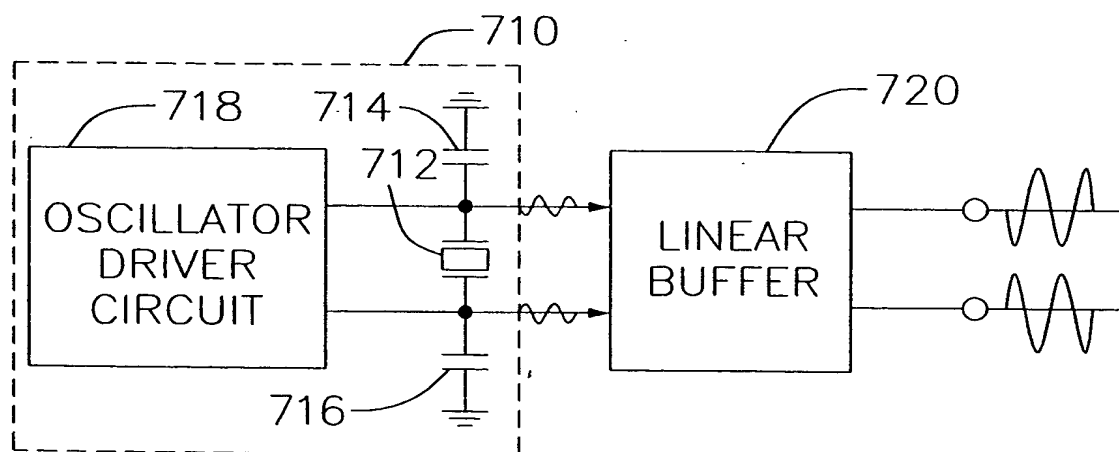 710
718
714
720
712
OSCILLATOR
DRIVER
CIRCUIT
LINEAR
BUFFER
716